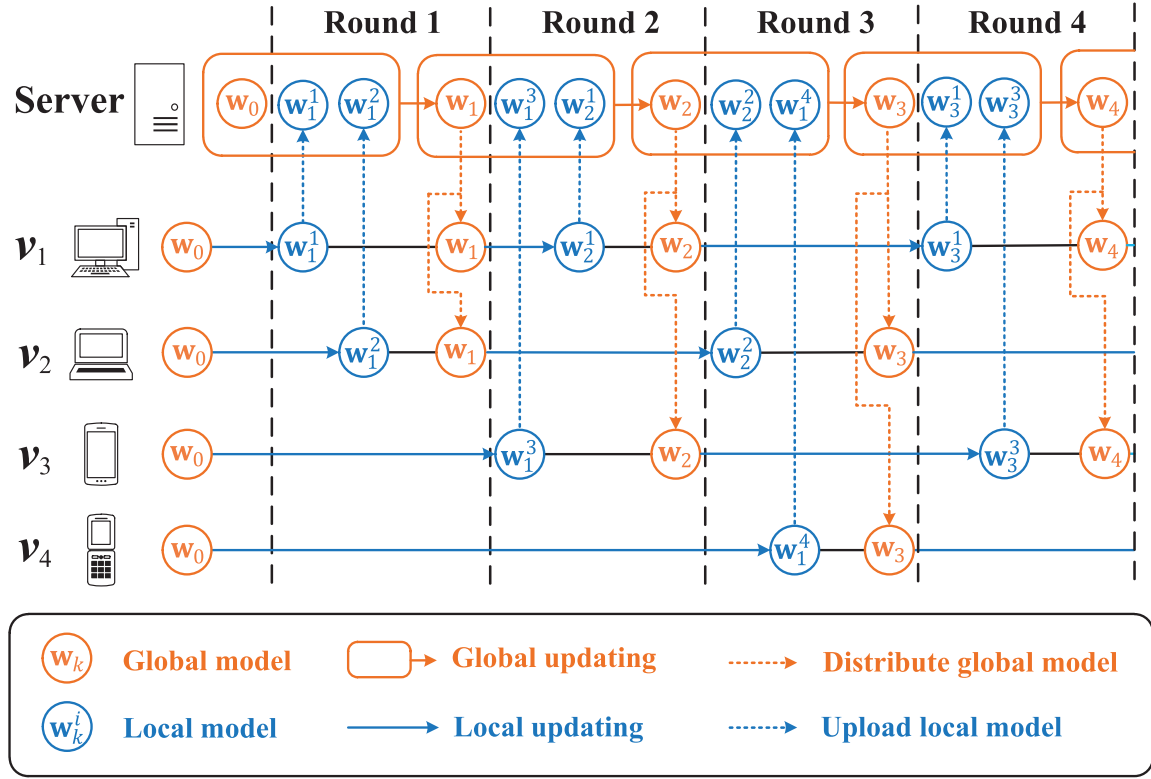 Round 1 Round 2 Round 3 Round 4
Server w₀ w₁¹ w₁² w₁ w₁³ w₂¹ w₂ w₂² w₁⁴ w₃ w₃¹ w₃³ w₄
v₁ w₀ w₁¹ w₁ w₂¹ w₂ w₃¹ w₄
v₂ w₀ w₁² w₁ w₂² w₃
v₃ w₀ w₁³ w₂ w₃³ w₄
v₄ w₀ w₁⁴ w₃
wₖ Global model Global updating Distribute global model
wₖⁱ Local model Local updating Upload local model